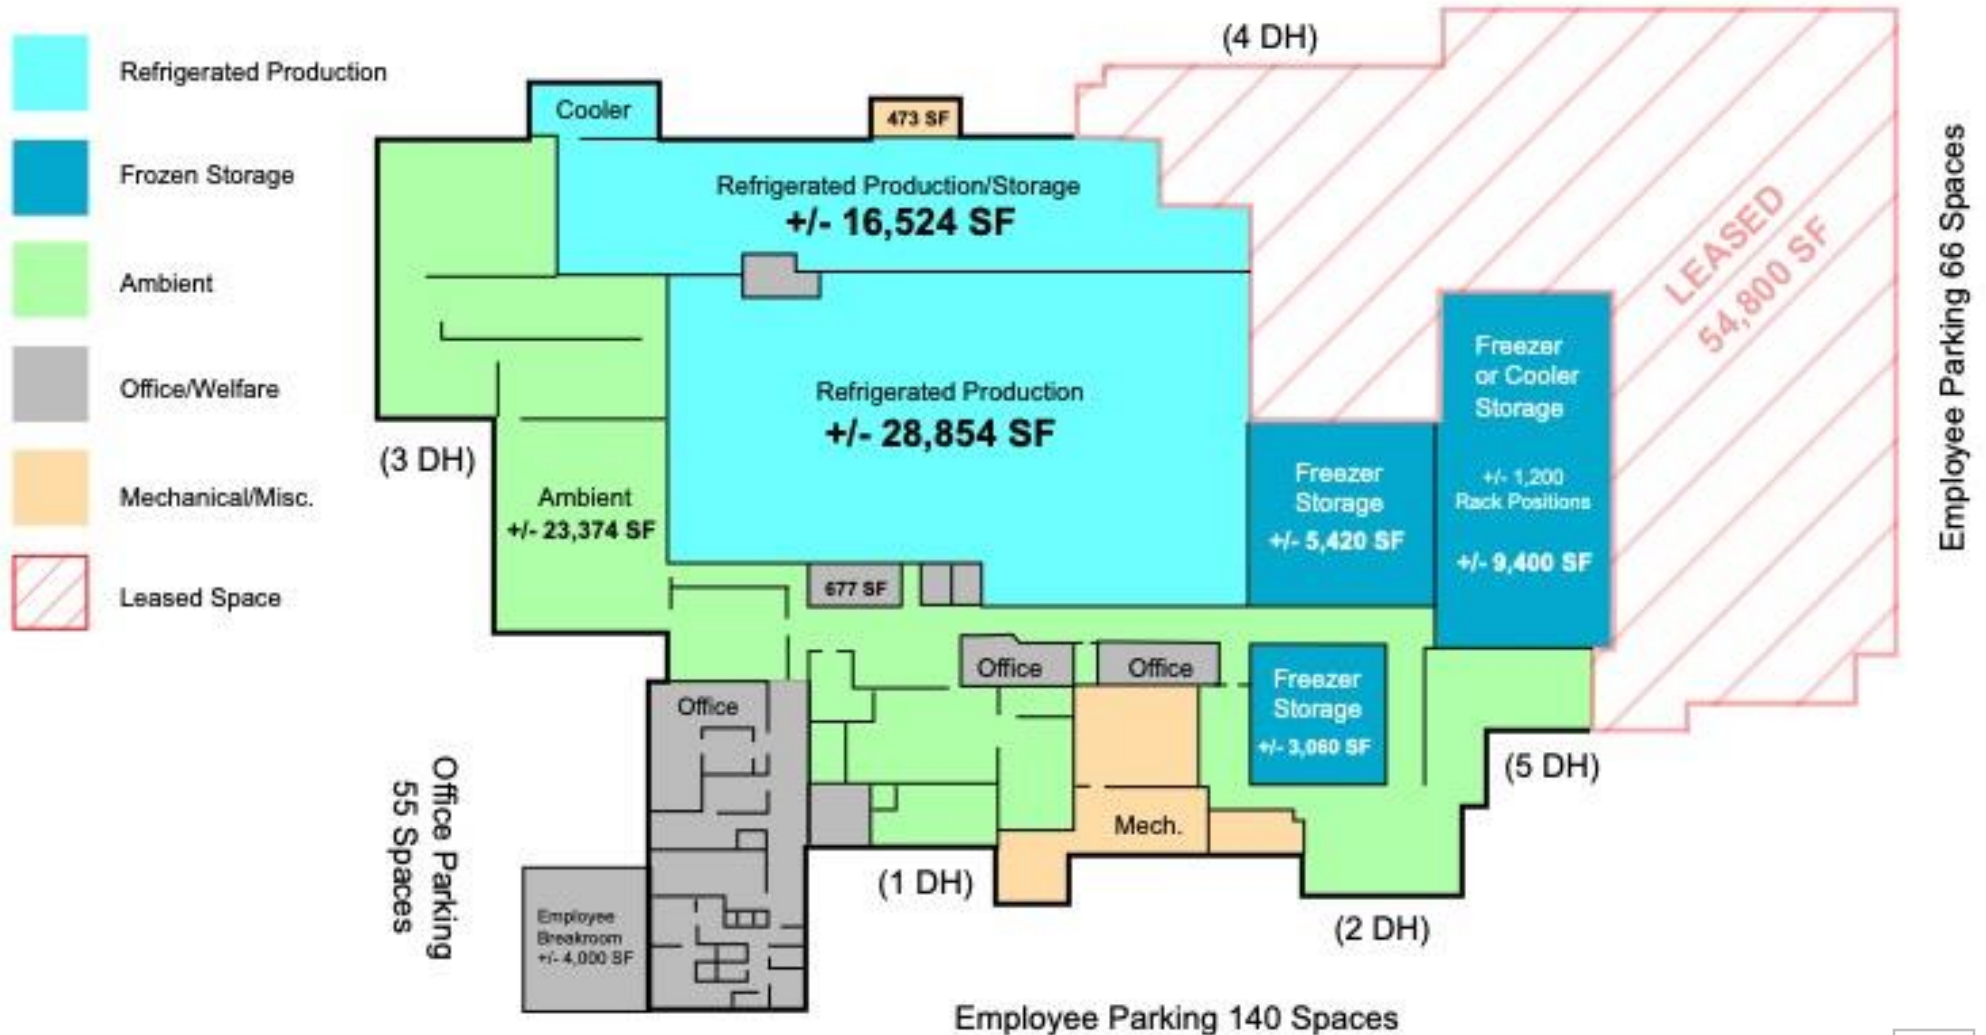 Refrigerated Production
Frozen Storage
Ambient
Office/Welfare
Mechanical/Misc.
Leased Space
(4 DH)
Cooler
473 SF
Refrigerated Production/Storage
+/- 16,524 SF
LEASED
54,800 SF
Employee Parking 66 Spaces
Refrigerated Production
+/- 28,854 SF
Freezer
or Cooler
Storage
+/- 1,200
Rack Positions
+/- 9,400 SF
Freezer
Storage
+/- 5,420 SF
(3 DH)
Ambient
+/- 23,374 SF
677 SF
Office
Office
Office
Freezer
Storage
+/- 3,060 SF
(5 DH)
Mech.
Office Parking
55 Spaces
(1 DH)
(2 DH)
Employee
Breakroom
+/- 4,000 SF
Employee Parking 140 Spaces